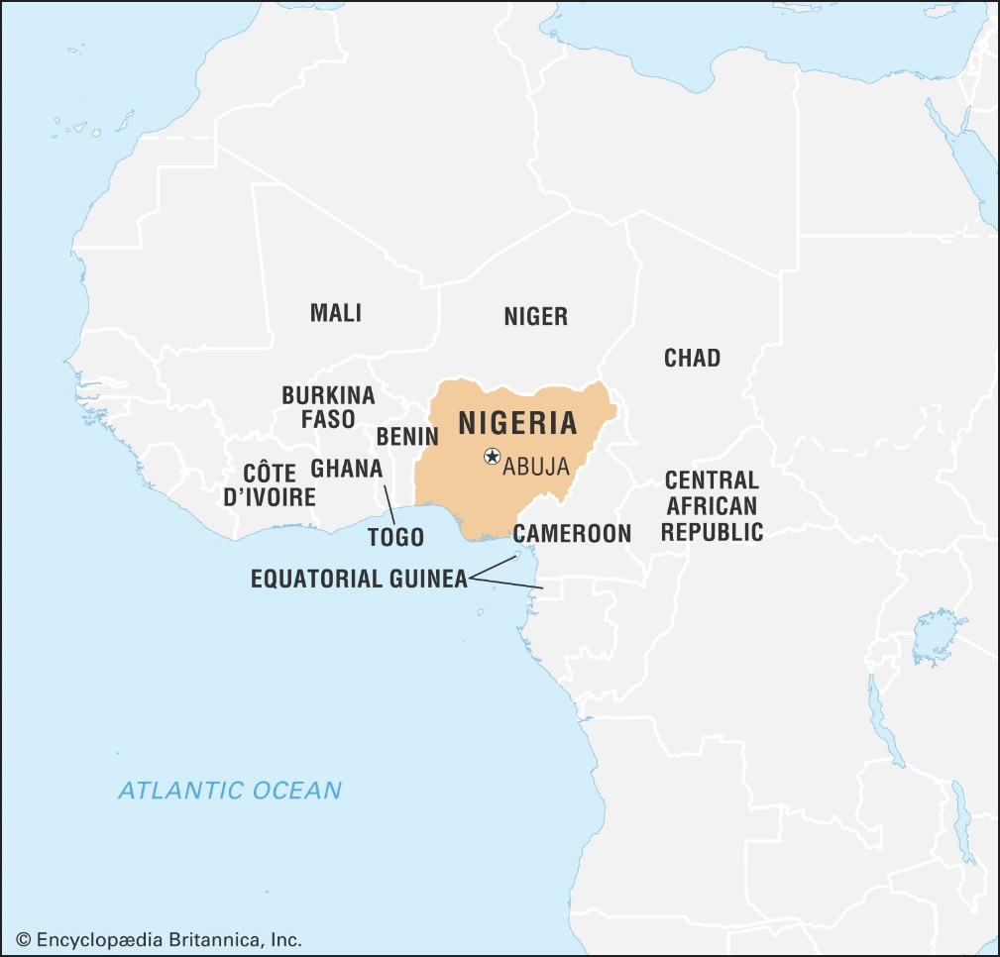 MALI
NIGER
CHAD
BURKINA
FASO
BENIN
NIGERIA
ABUJA
CÔTE
D'IVOIRE
GHANA
TOGO
CAMEROON
CENTRAL
AFRICAN
REPUBLIC
EQUATORIAL GUINEA
ATLANTIC OCEAN
© Encyclopædia Britannica, Inc.